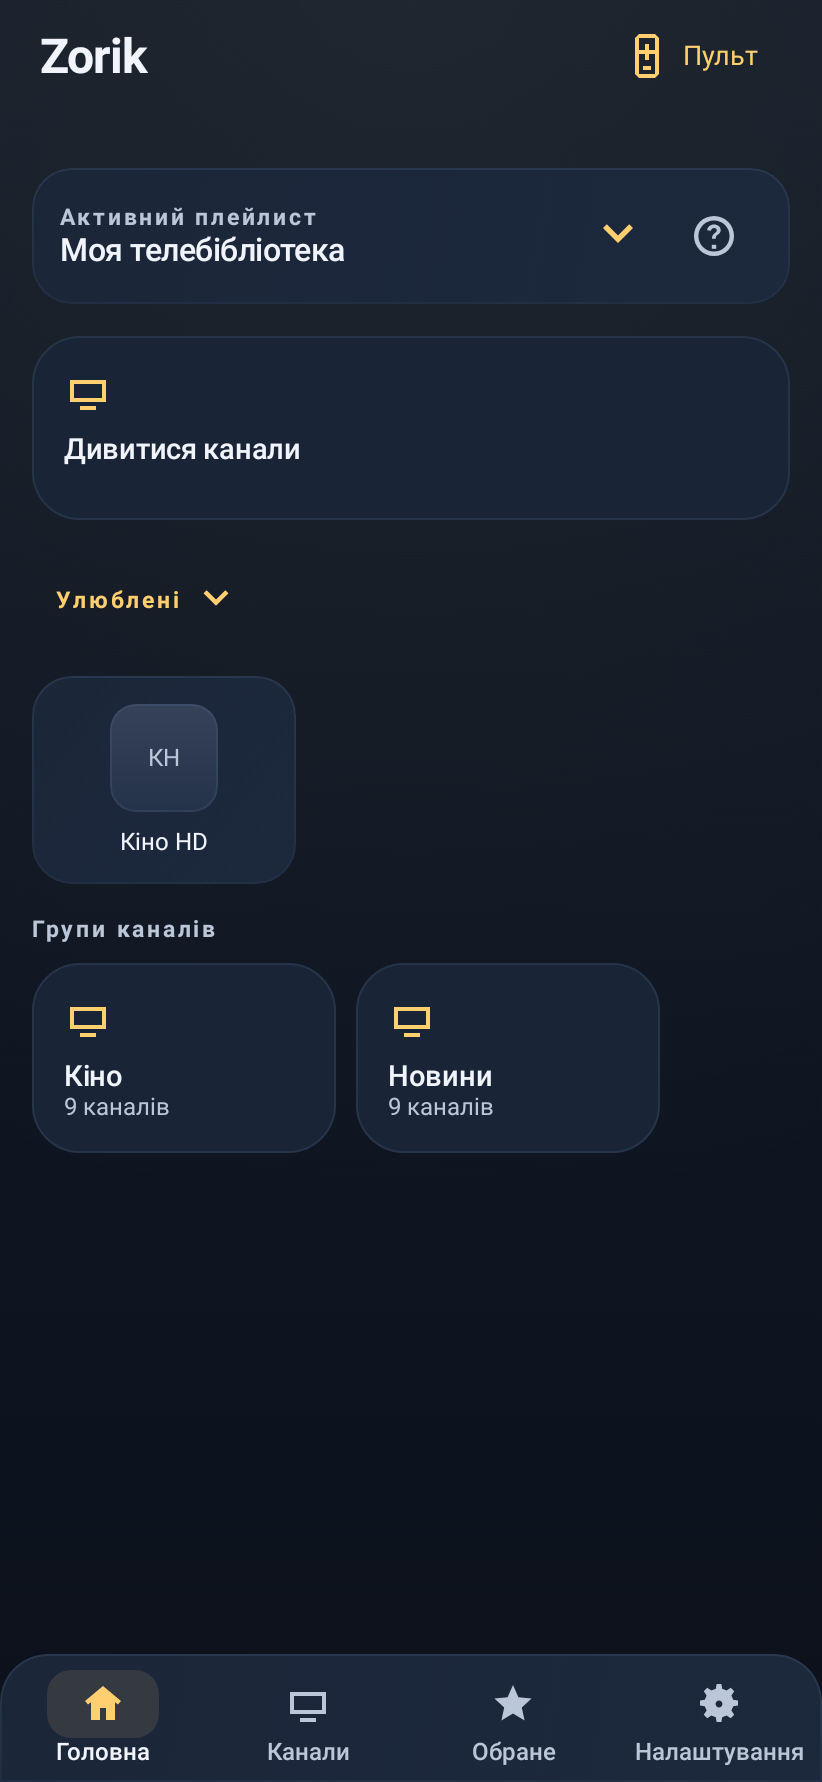 Zorik
Пульт
Активний плейлист
Моя телебібліотека
Дивитися канали
Улюблені
КН
Кіно HD
Групи каналів
Кіно
9 каналів
Новини
9 каналів
Головна
Канали
Обране
Налаштування